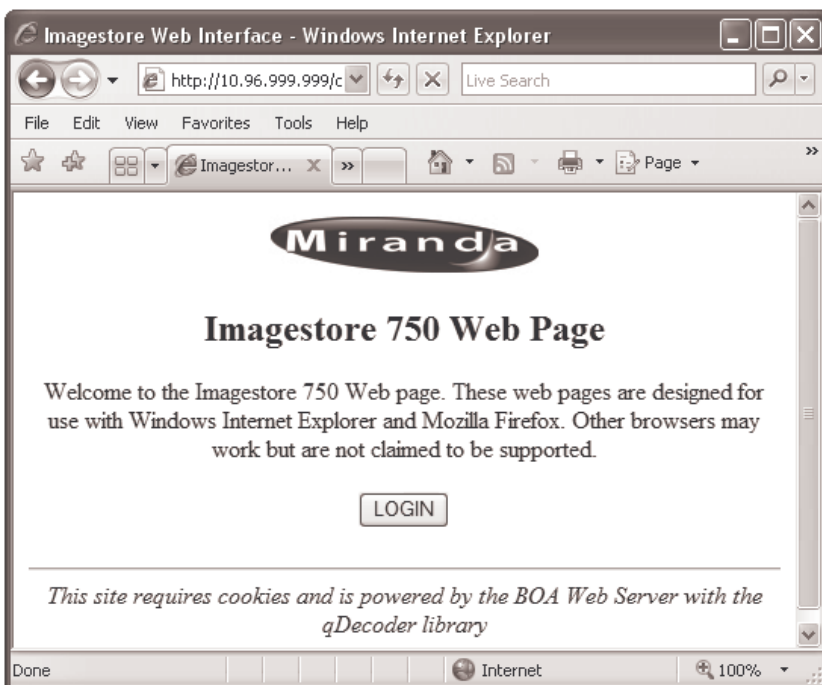 Imagestore Web Interface - Windows Internet Explorer
http://10.96.999.999/c
Live Search
File Edit View Favorites Tools Help
Imagestor...
Page
Miranda
Imagestore 750 Web Page
Welcome to the Imagestore 750 Web page. These web pages are designed for
use with Windows Internet Explorer and Mozilla Firefox. Other browsers may
work but are not claimed to be supported.
LOGIN
This site requires cookies and is powered by the BOA Web Server with the
qDecoder library
Done
Internet
100%